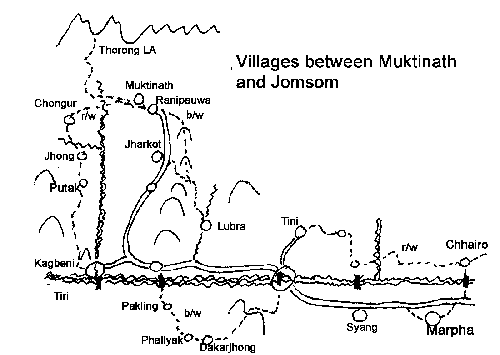 Thorong LA
Villages between Muktinath
and Jomsom
Muktinath
Chongur
Ranipauwa
r/w
b/w
Jharkot
Jhong
Putak
Lubra
Tini
r/w
Chhairo
Kagbeni
Tiri
Pakling
b/w
Syang
Marpha
Phallyak
Dakarjhong